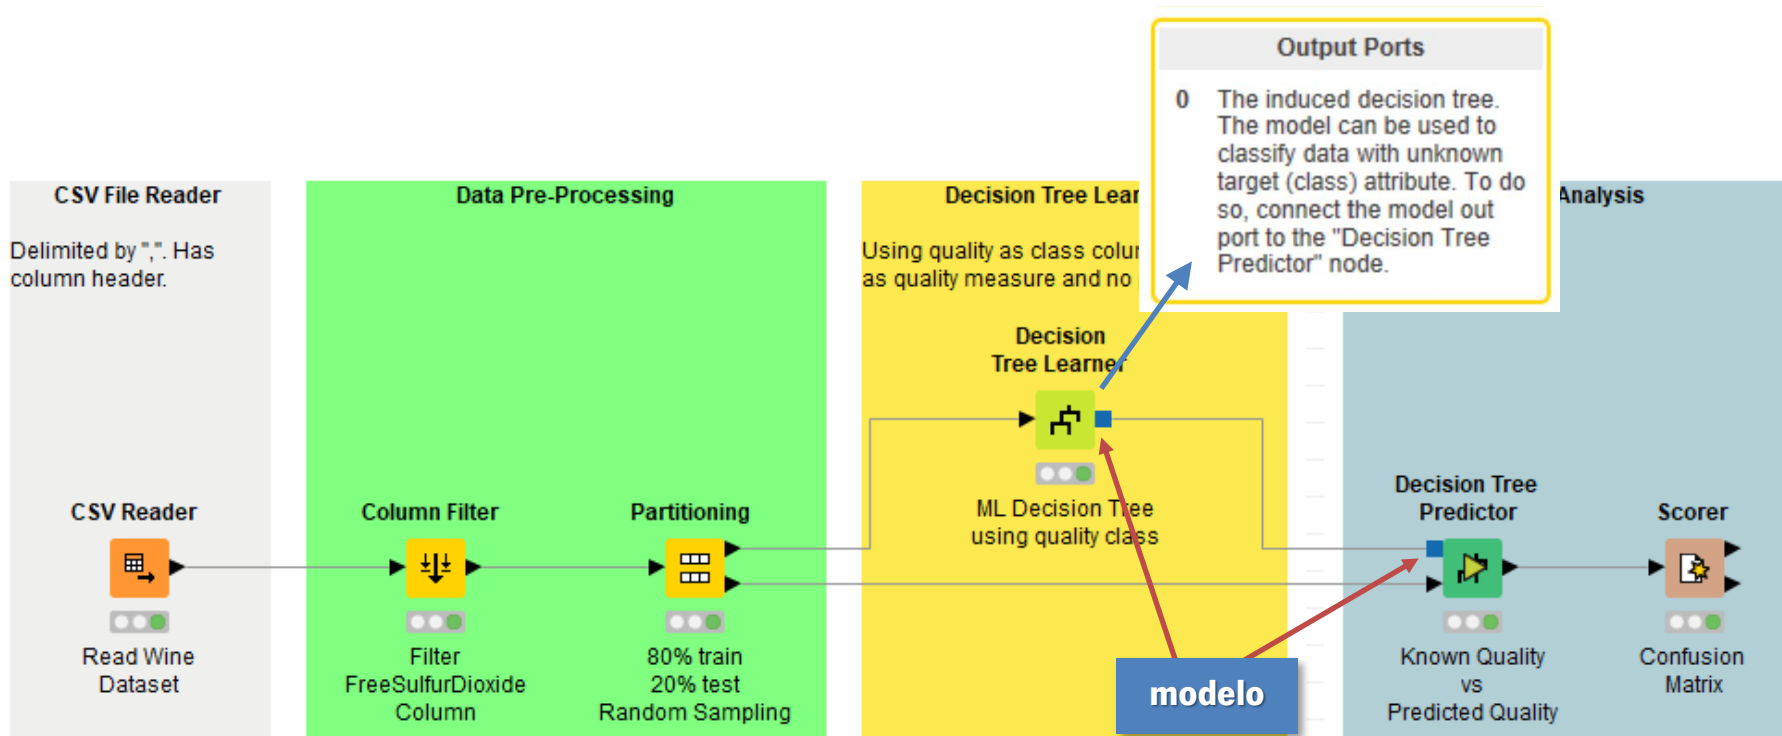 Output Ports
0 The induced decision tree.
The model can be used to
classify data with unknown
target (class) attribute. To do
so, connect the model out
port to the "Decision Tree
Predictor" node.
CSV File Reader
Delimited by ",". Has
column header.
Data Pre-Processing
Decision Tree Lear
Using quality as class colu
as quality measure and no
Analysis
Decision
Tree Learner
ML Decision Tree
using quality class
CSV Reader
Read Wine
Dataset
Column Filter
Filter
FreeSulfurDioxide
Column
Partitioning
80% train
20% test
Random Sampling
Decision Tree
Predictor
Known Quality
vs
Predicted Quality
Scorer
Confusion
Matrix
modelo